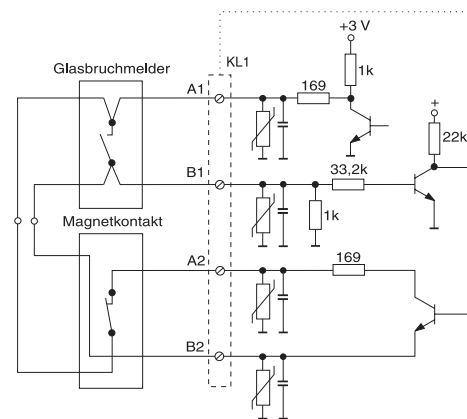 +3 V
Glasbruchmelder
KL1
1k
A1
169
+
22k
B1
33,2k
1k
Magnetkontakt
A2
169
B2